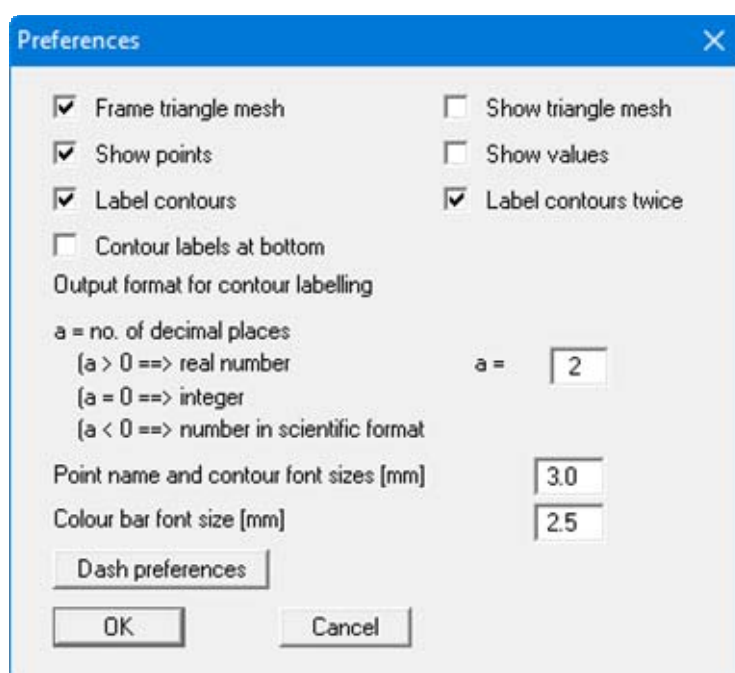 Preferences
Frame triangle mesh Show triangle mesh
Show points Show values
Label contours Label contours twice
Contour labels at bottom
Output format for contour labelling
a = no. of decimal places
(a > 0 ==> real number a = 2
(a = 0 ==> integer
(a < 0 ==> number in scientific format
Point name and contour font sizes [mm] 3.0
Colour bar font size [mm] 2.5
Dash preferences
OK Cancel